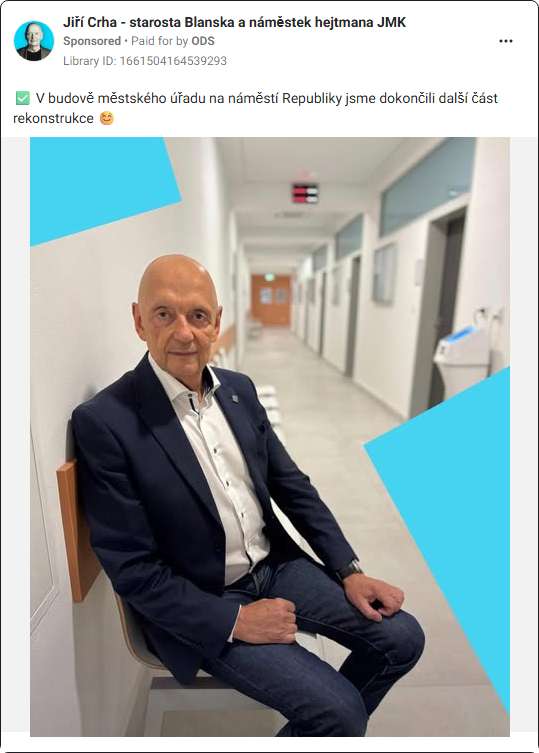 Jiří Crha - starosta Blanska a náměstek hejtmana JMK
Sponsored • Paid for by ODS
Library ID: 1661504164539293
✅ V budově městského úřadu na náměstí Republiky jsme dokončili další část
rekonstrukce 😊